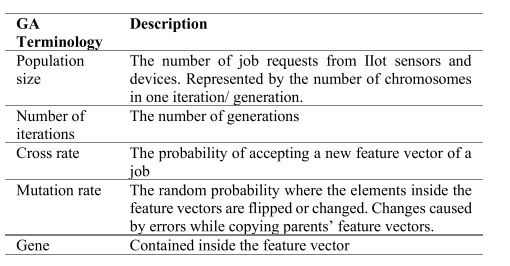 GA Description
Terminology
Population The number of job requests from IIot sensors and
size devices. Represented by the number of chromosomes
in one iteration/ generation.
Number of The number of generations
iterations
Cross rate The probability of accepting a new feature vector of a
job
Mutation rate The random probability where the elements inside the
feature vectors are flipped or changed. Changes caused
by errors while copying parents’ feature vectors.
Gene Contained inside the feature vector